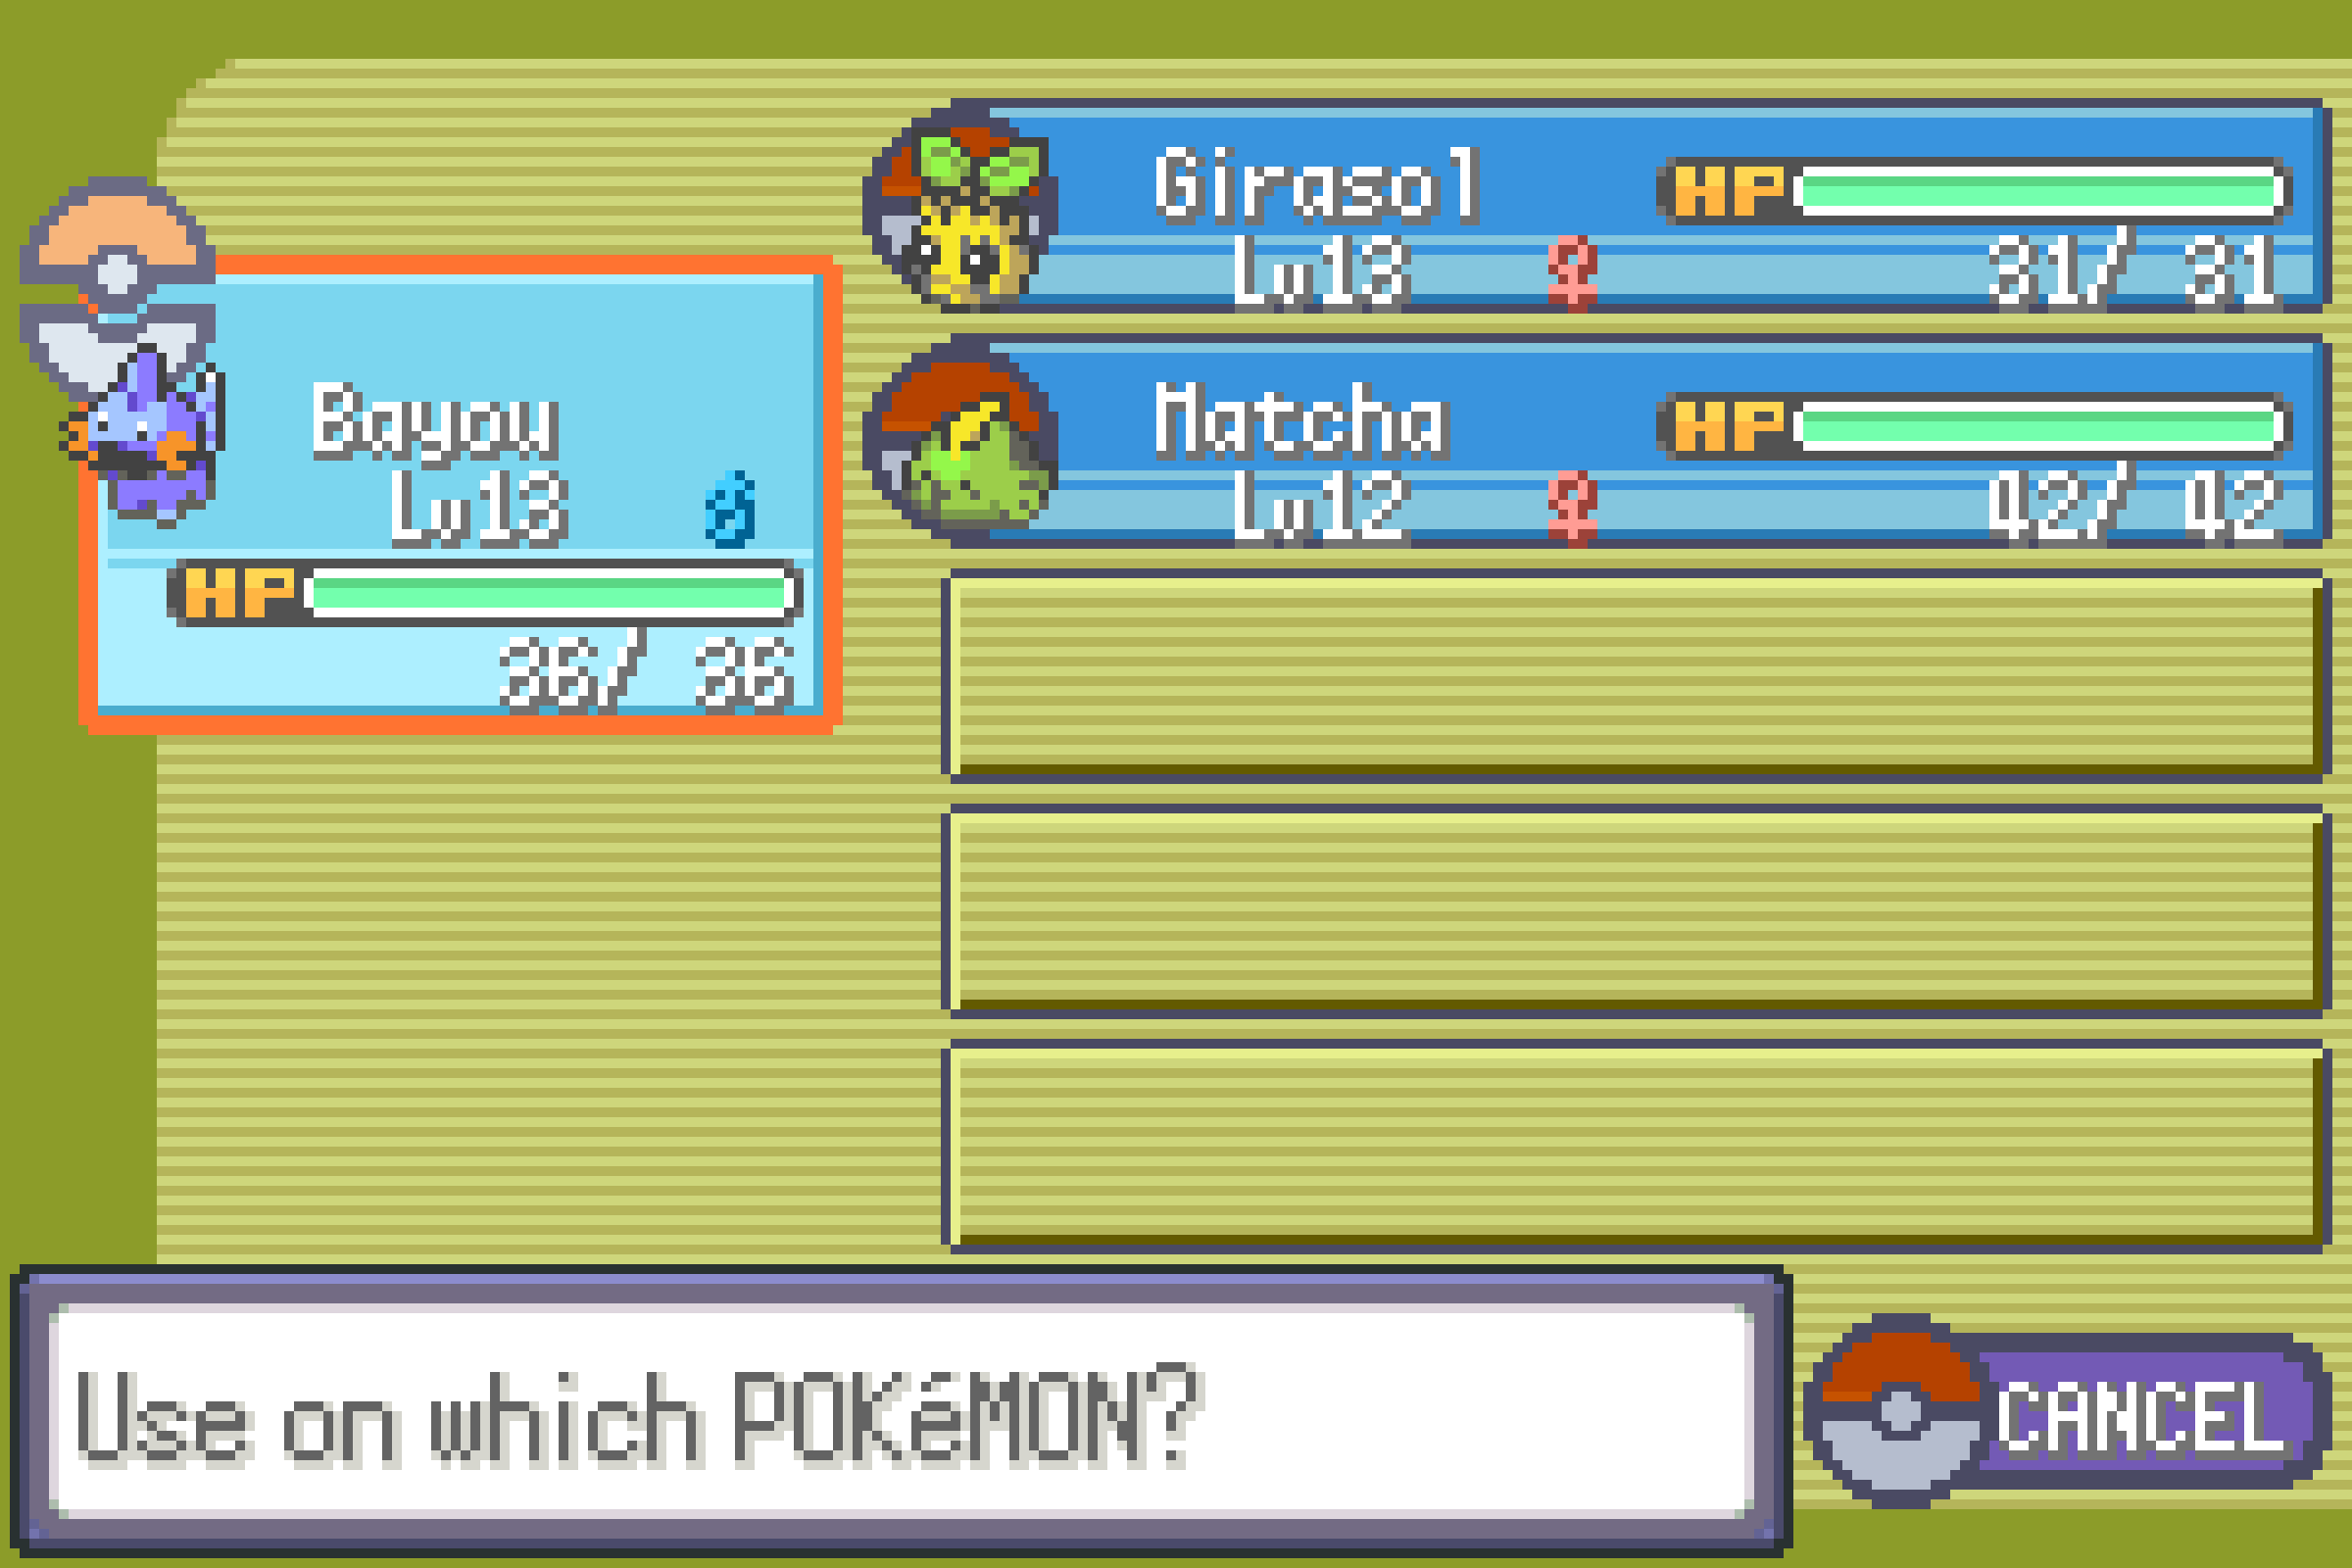 Bayou
Lv13 ♂
HP
36/ 36
Girasol
HP
Lv13 ♀
31/ 31
Matcha
HP
Lv12 ♀
42/ 42
Use on which POKéMON?
CANCEL